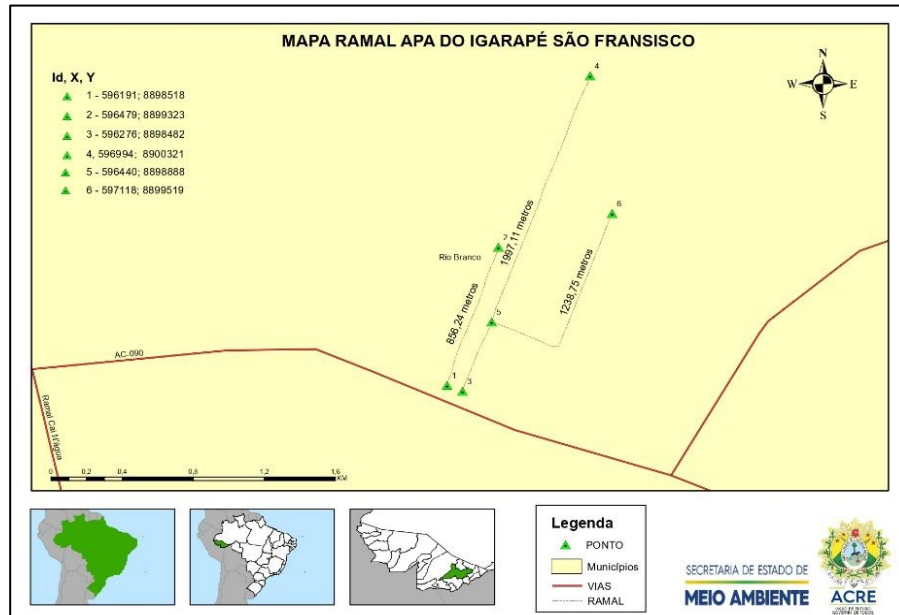 MAPA RAMAL APA DO IGARAPÉ SÃO FRANSISCO
Id, X, Y
1 - 596191; 8898518
2 - 596479; 8899323
3 - 596276; 8898482
4, 596994; 8900321
5 - 596440; 8898888
6 - 597118; 8899519
N
W
E
S
4
6
2
Rio Branco
1997,11 metros
856,24 metros
1238,75 metros
5
1
3
AC-090
Ramal Cai N'água
0
0,2
0,4
0,8
1,2
1,6
KM
Legenda
PONTO
Municípios
VIAS
RAMAL
SECRETARIA DE ESTADO DE
MEIO AMBIENTE
ACRE